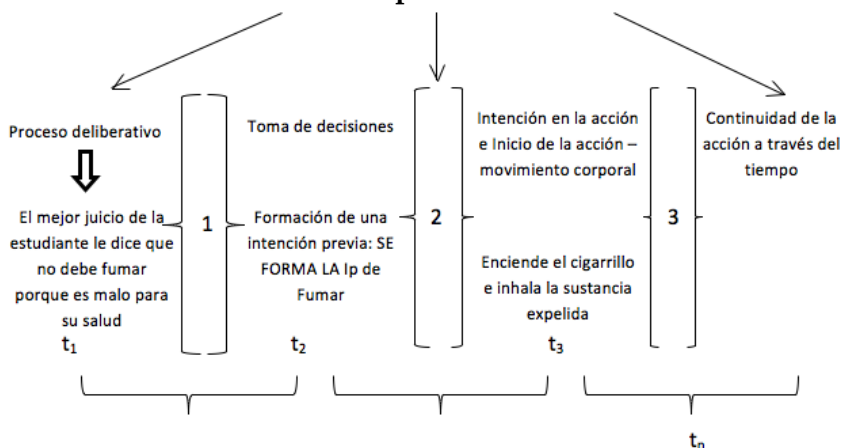 Proceso deliberativo
El mejor juicio de la
estudiante le dice que
no debe fumar
porque es malo para
su salud
t₁
1
Toma de decisiones
Formación de una
intención previa: SE
FORMA LA Ip de
Fumar
t₂
2
Intención en la acción
e Inicio de la acción –
movimiento corporal
Enciende el cigarrillo
e inhala la sustancia
expelida
t₃
3
Continuidad de la
acción a través del
tiempo
tₙ